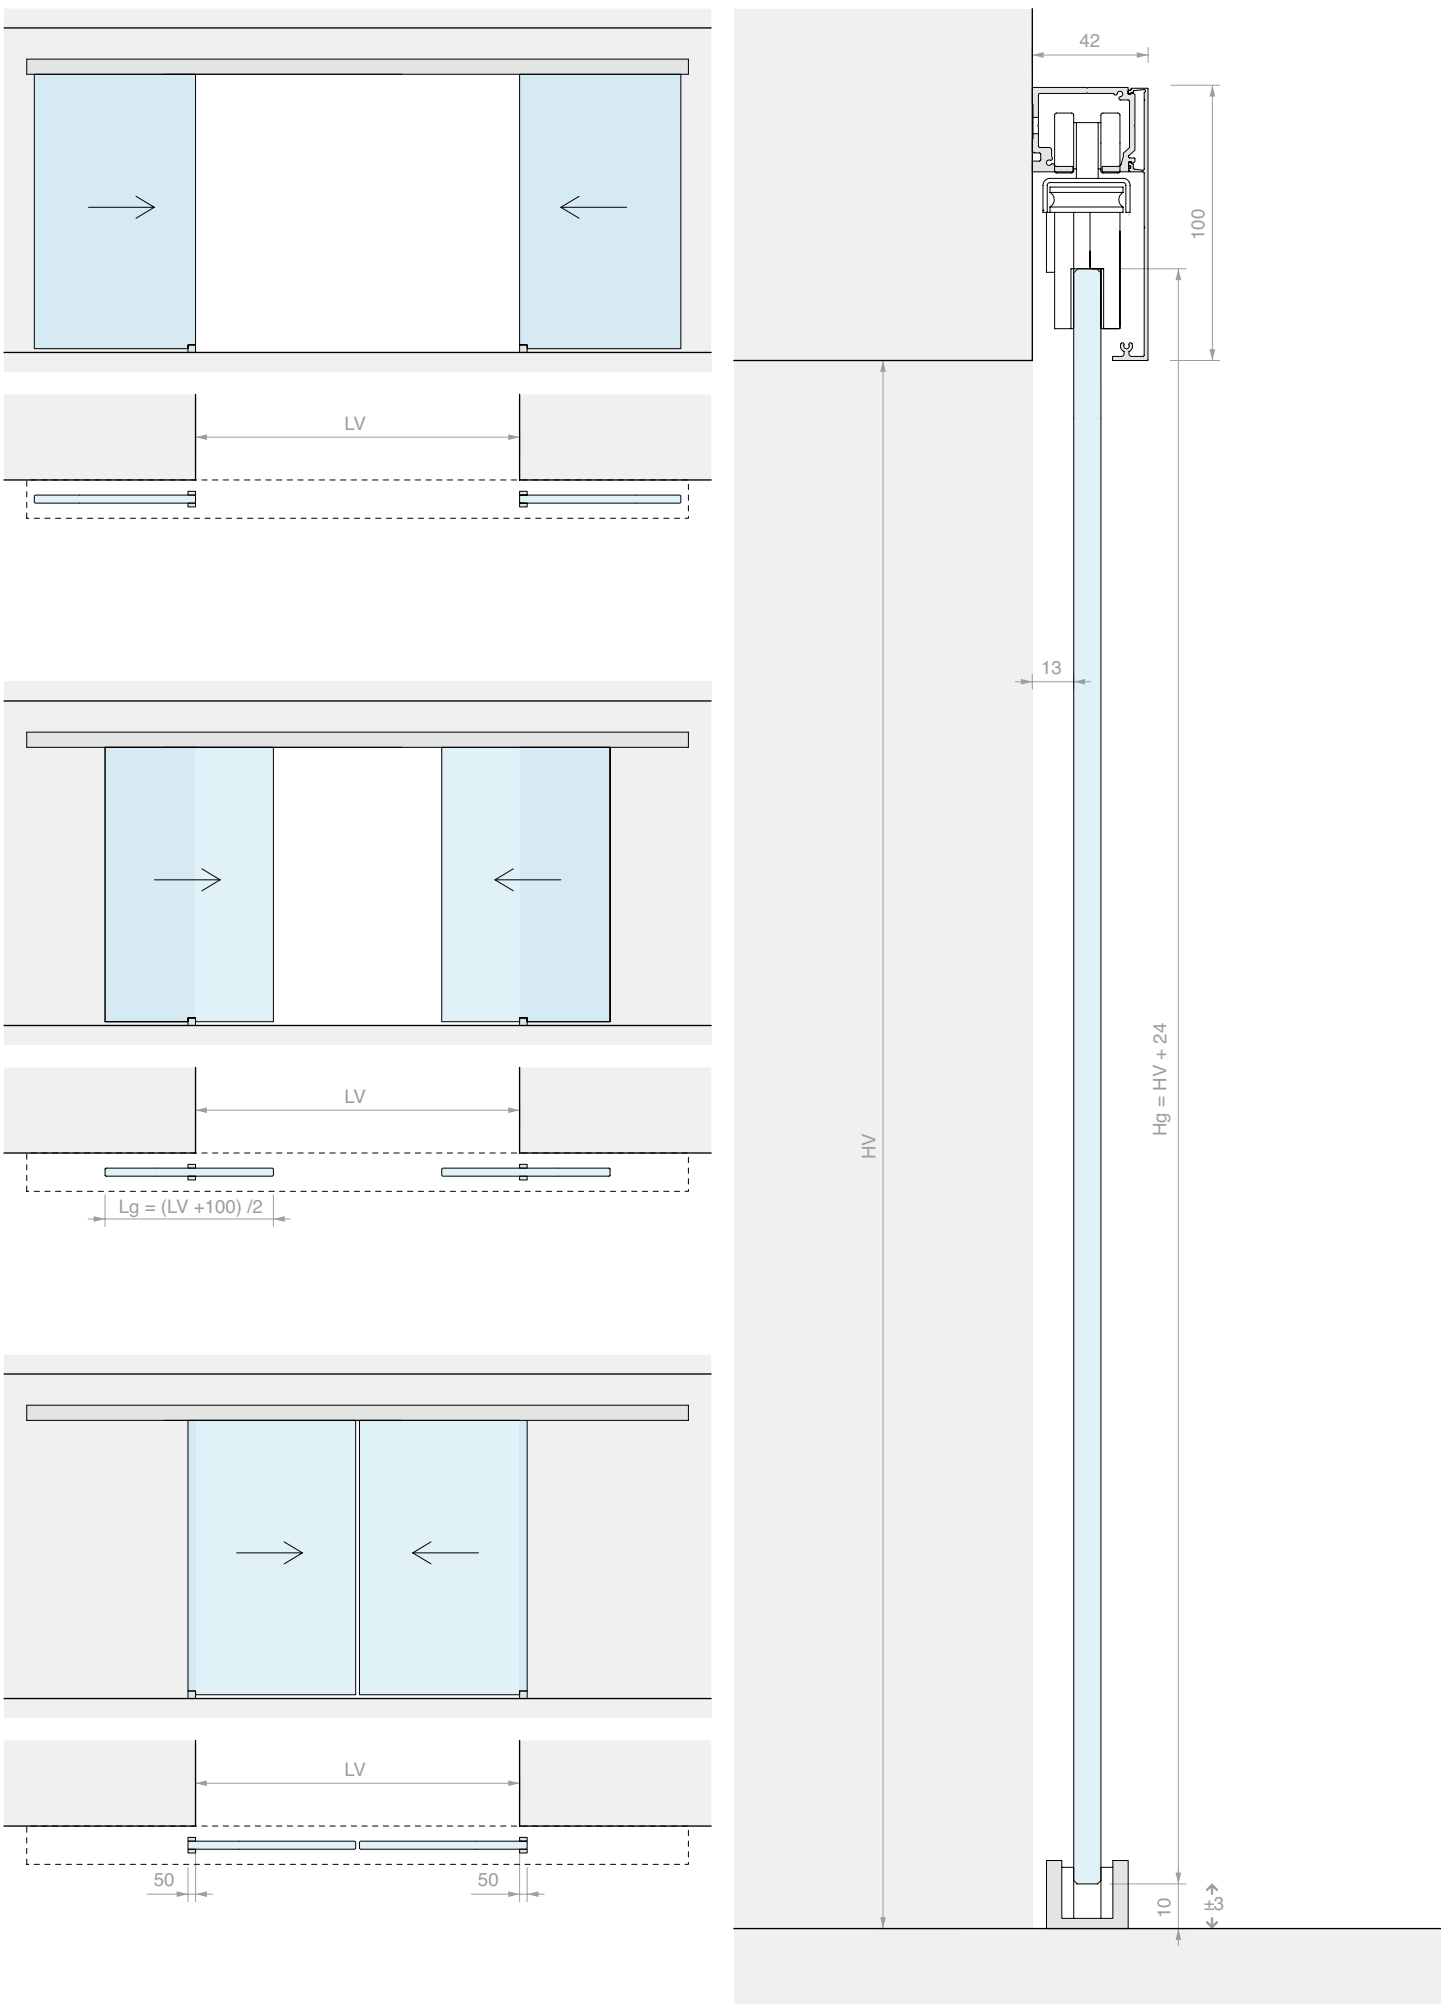 LV
LV
Lg = (LV +100) /2
LV
50
50
42
100
13
Hg = HV + 24
HV
10
±3